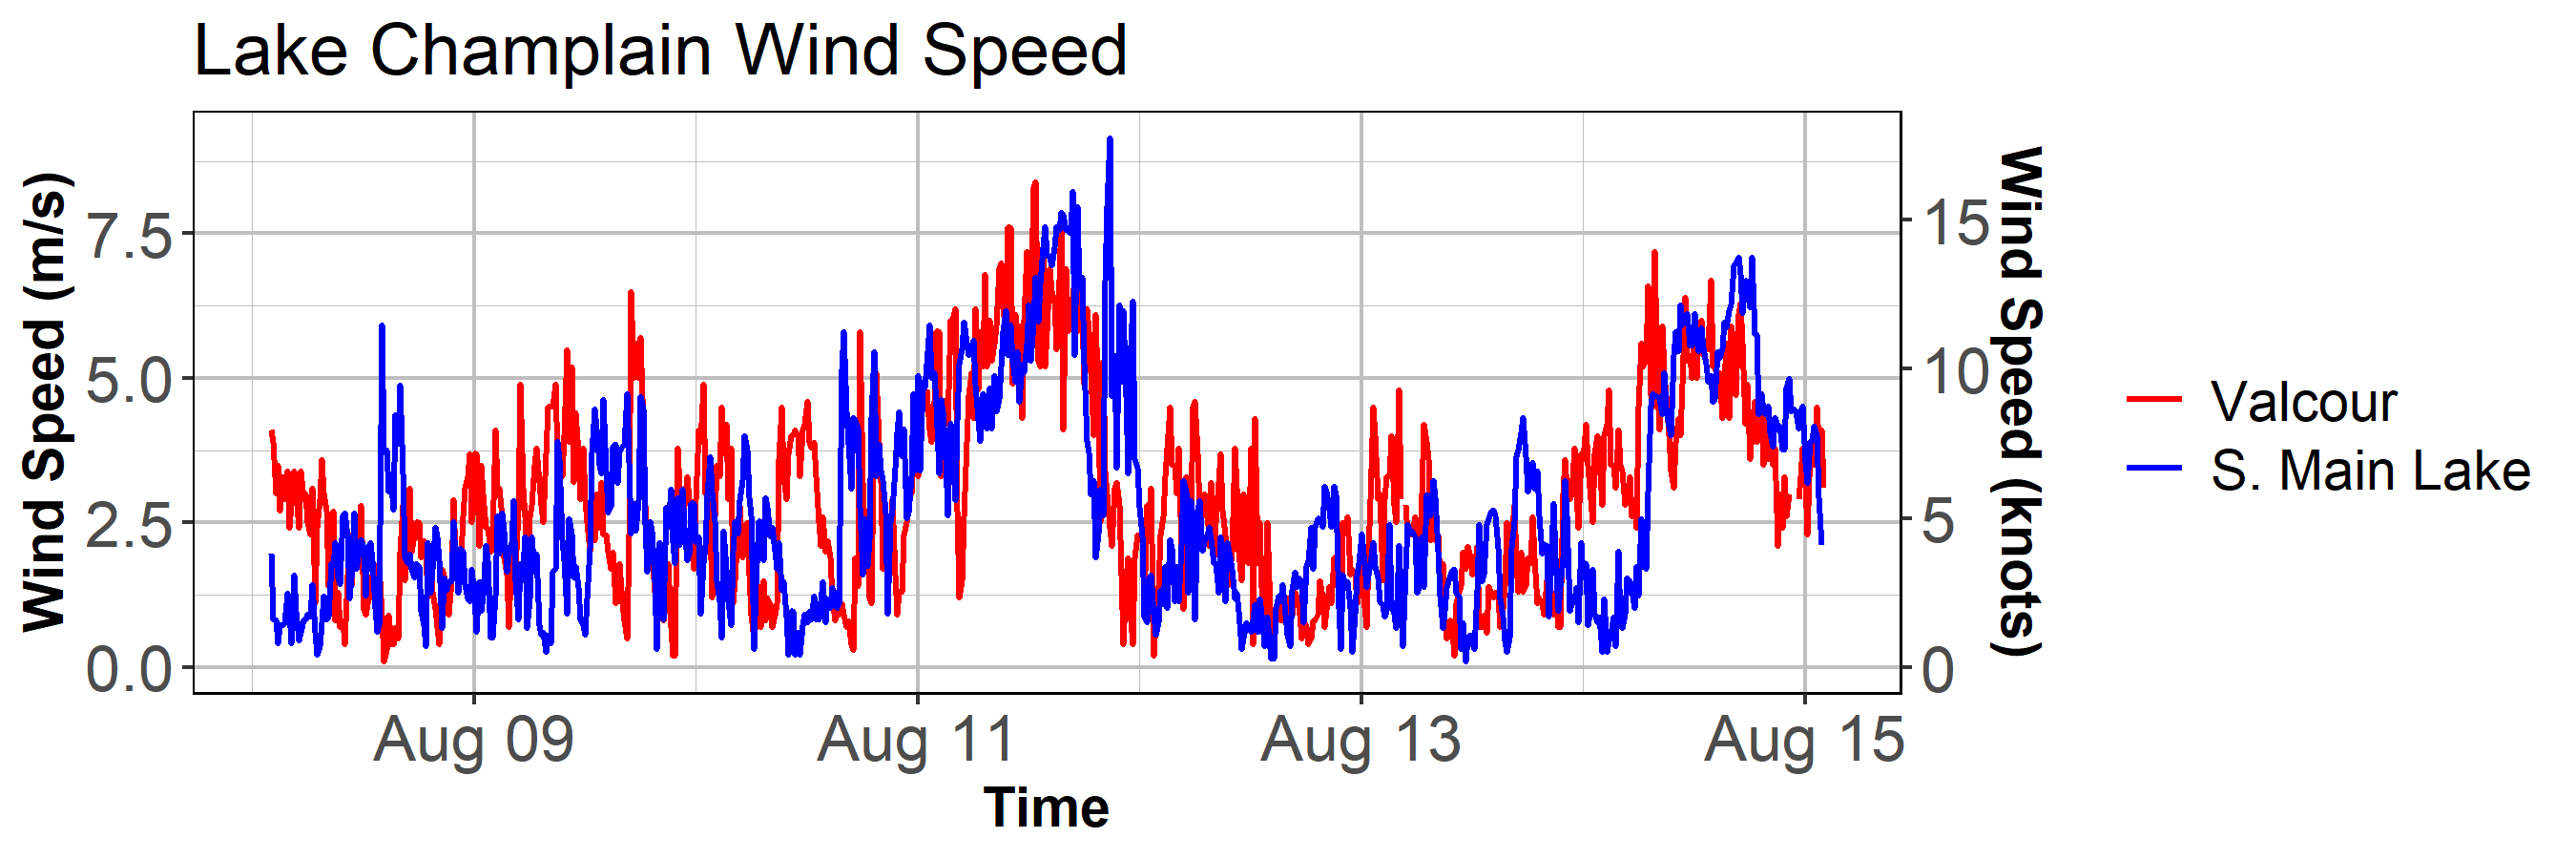 Lake Champlain Wind Speed
Wind Speed (m/s)
7.5
5.0
2.5
0.0
15
10
5
0
Wind Speed (knots)
Aug 09
Aug 11
Aug 13
Aug 15
Time
Valcour
S. Main Lake